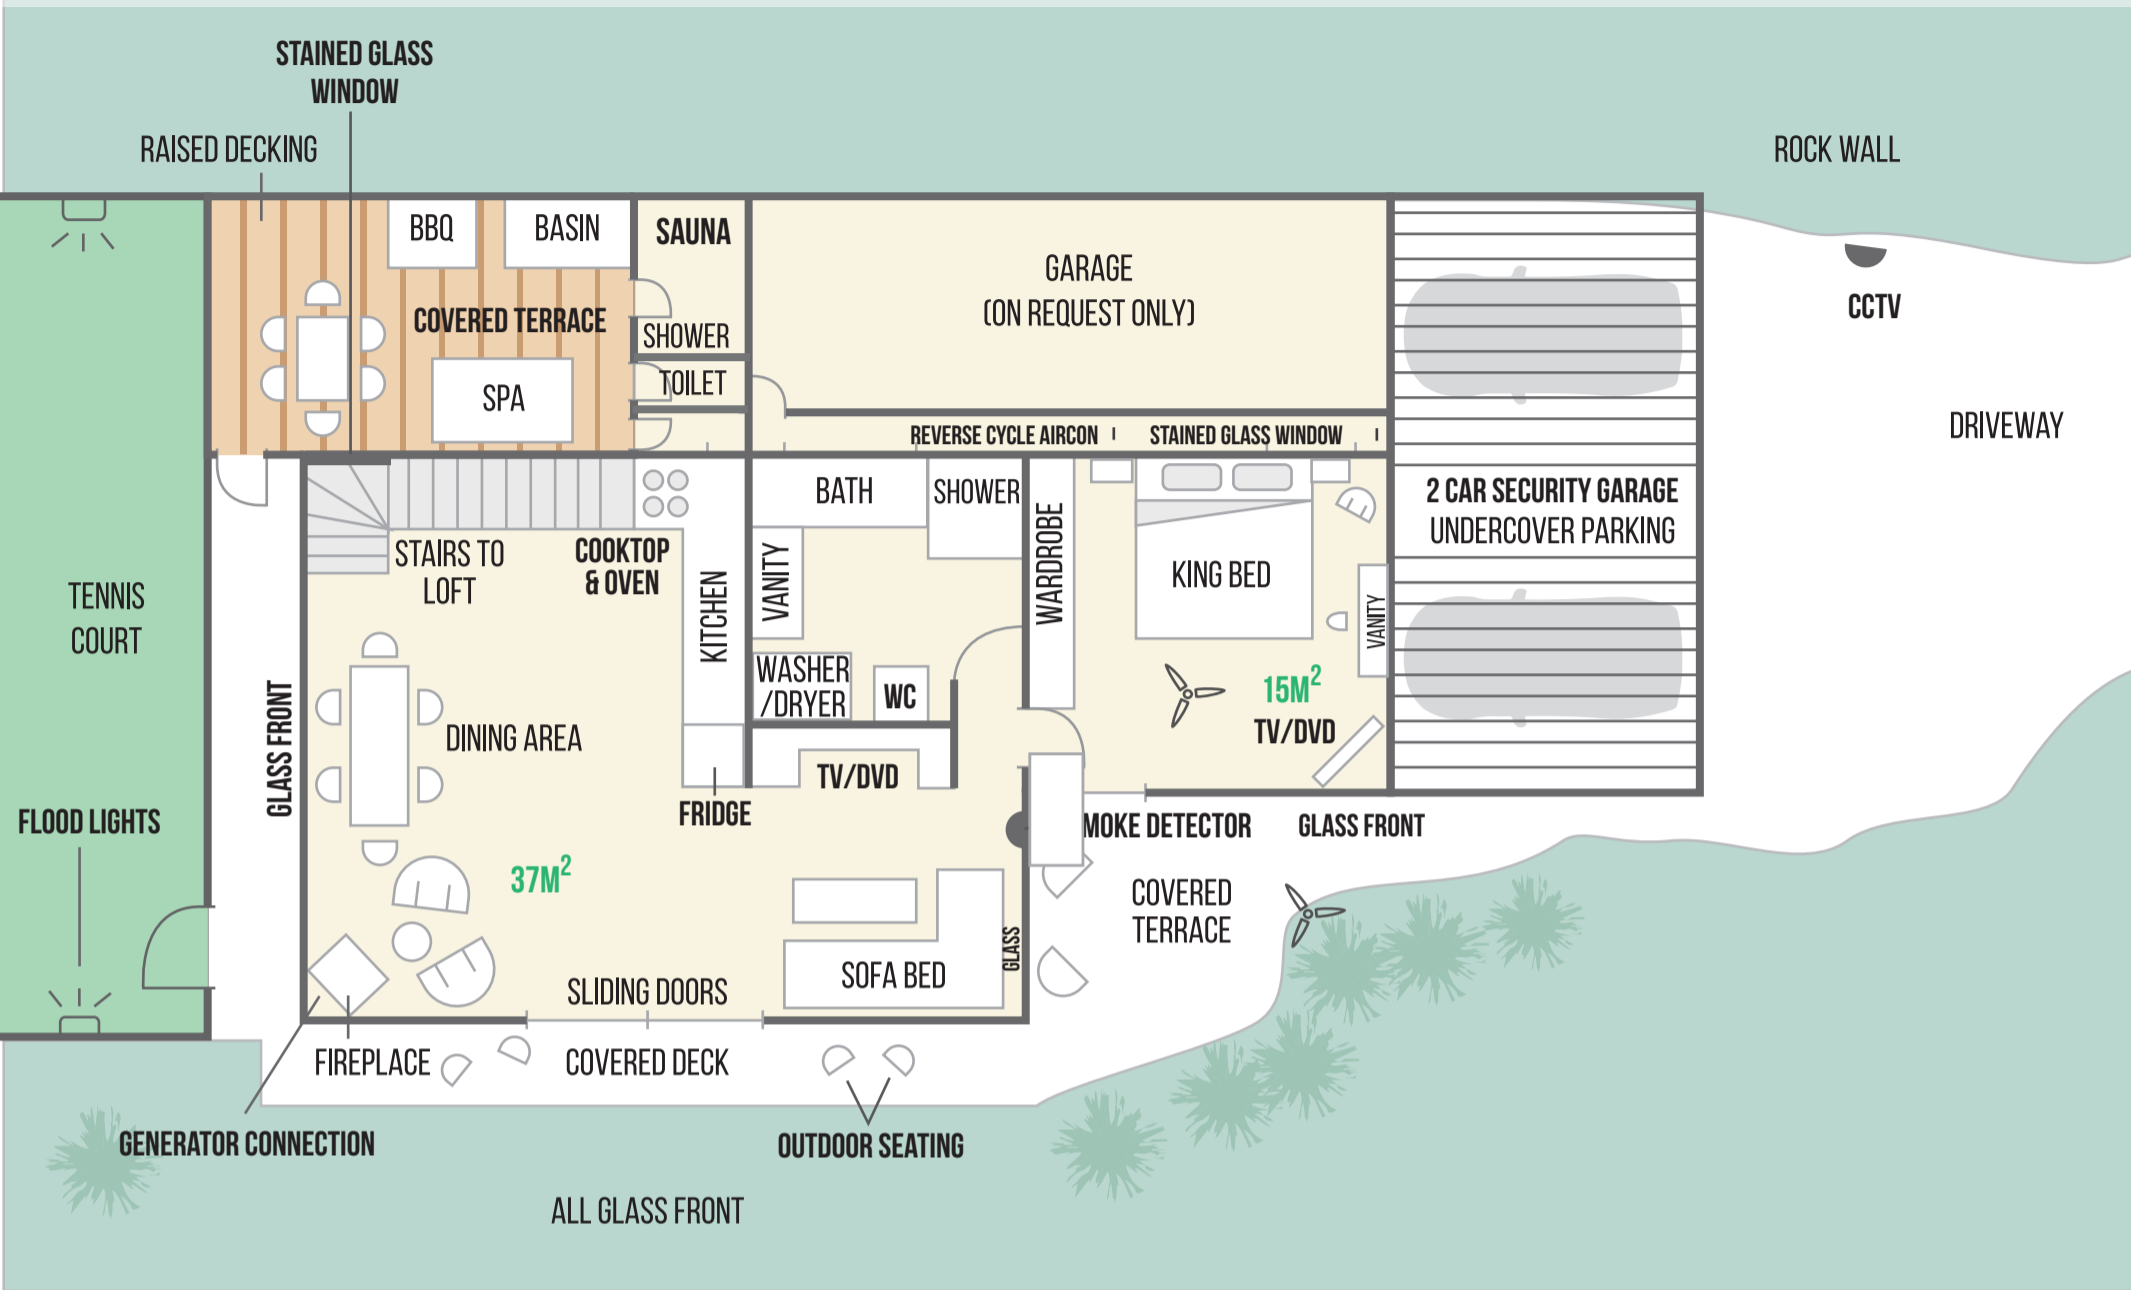 STAINED GLASS
WINDOW
RAISED DECKING
ROCK WALL
BBQ
BASIN
SAUNA
GARAGE
(ON REQUEST ONLY)
CCTV
COVERED TERRACE
SHOWER
TOILET
SPA
DRIVEWAY
REVERSE CYCLE AIRCON
STAINED GLASS WINDOW
BATH
SHOWER
2 CAR SECURITY GARAGE
UNDERCOVER PARKING
STAIRS TO
LOFT
COOKTOP
& OVEN
KITCHEN
VANITY
WARDROBE
KING BED
VANITY
TENNIS
COURT
WASHER
/DRYER
WC
15M²
TV/DVD
GLASS FRONT
DINING AREA
TV/DVD
FRIDGE
FLOOD LIGHTS
MOKE DETECTOR
GLASS FRONT
37M²
COVERED
TERRACE
GLASS
SOFA BED
SLIDING DOORS
FIREPLACE
COVERED DECK
GENERATOR CONNECTION
OUTDOOR SEATING
ALL GLASS FRONT